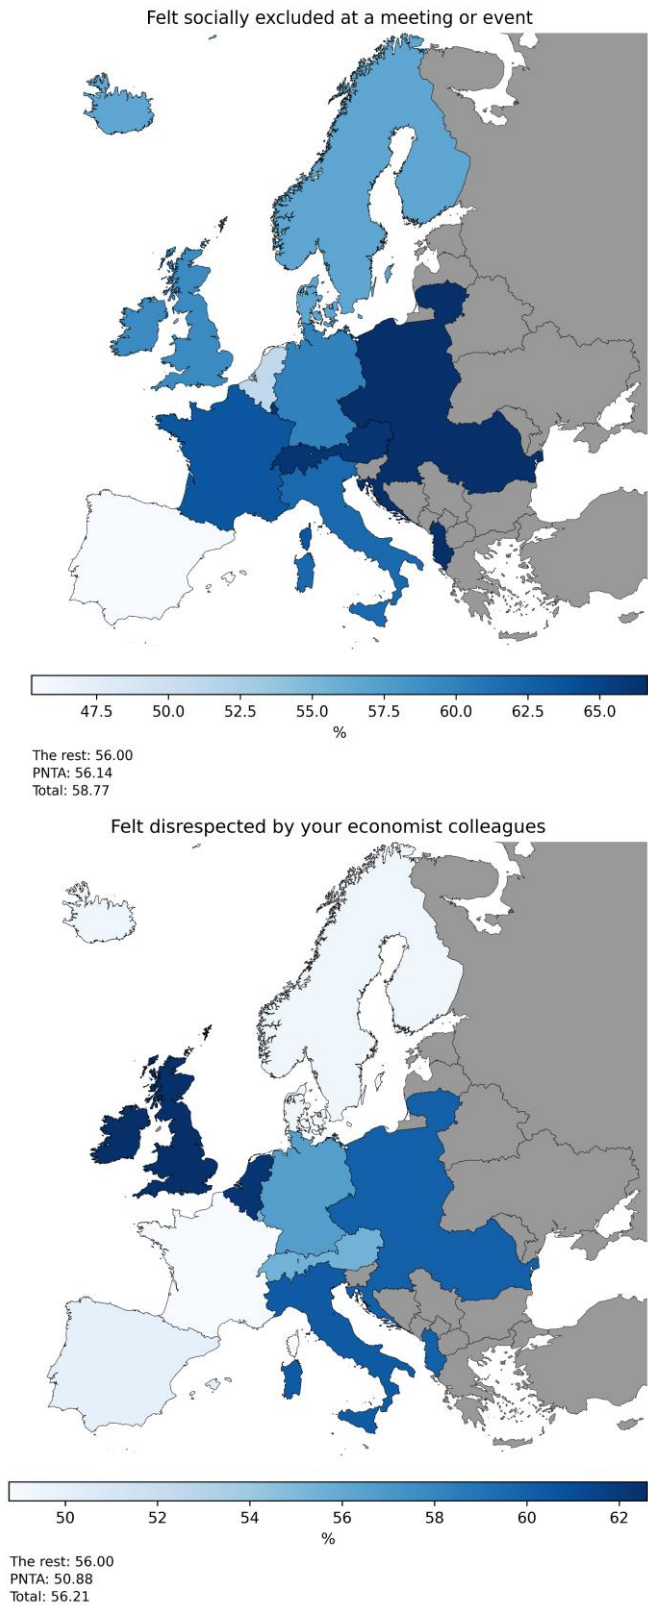 Felt socially excluded at a meeting or event
47.5 50.0 52.5 55.0 57.5 60.0 62.5 65.0
%
The rest: 56.00
PNTA: 56.14
Total: 58.77
Felt disrespected by your economist colleagues
50 52 54 56 58 60 62
%
The rest: 56.00
PNTA: 50.88
Total: 56.21